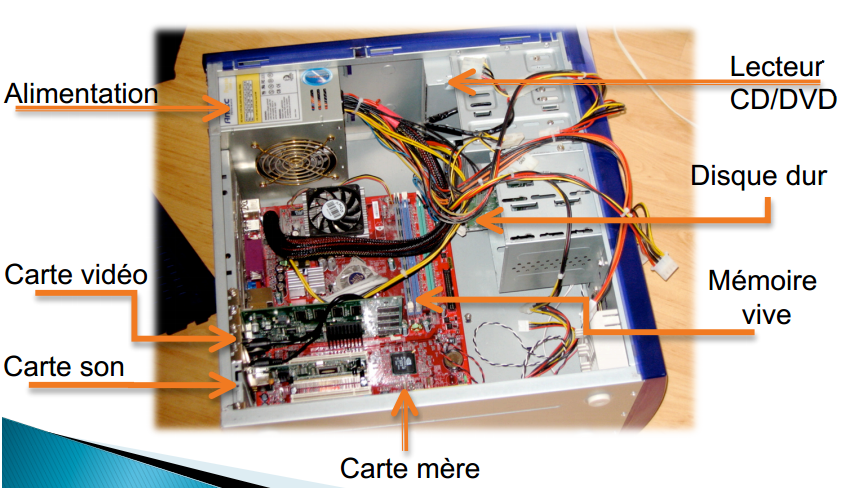 Alimentation
Lecteur
CD/DVD
Disque dur
Carte vidéo
Mémoire
vive
Carte son
Carte mère